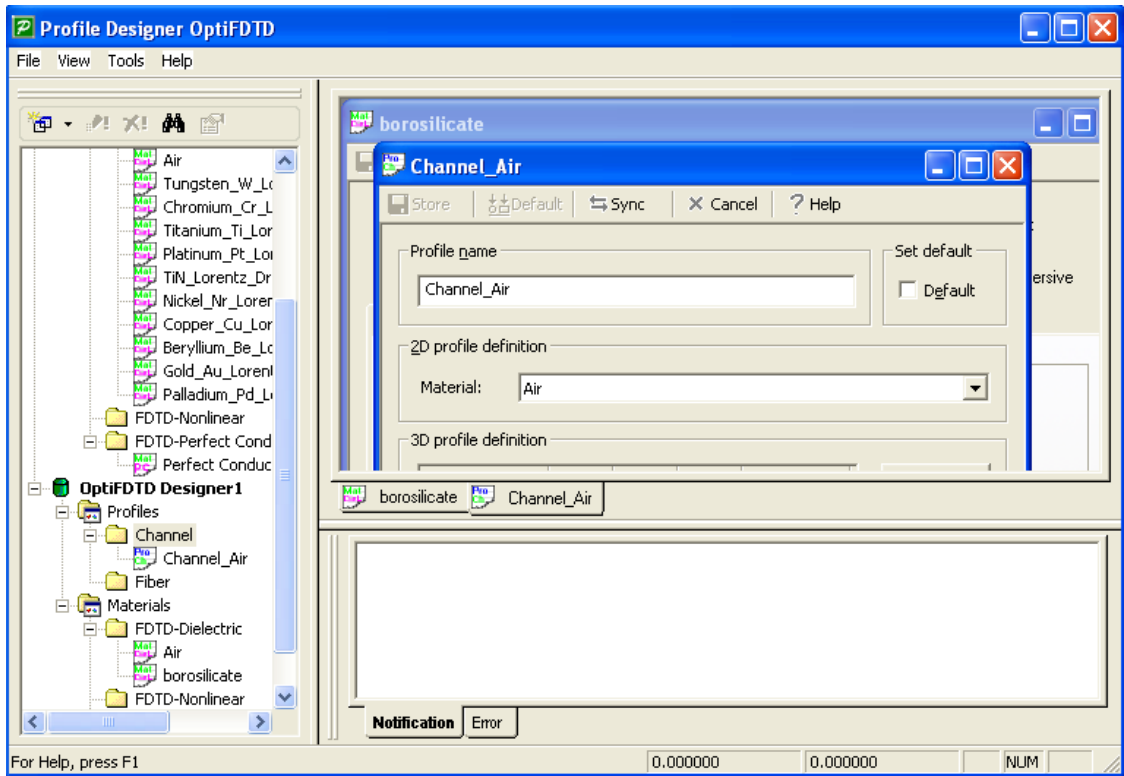 Profile Designer OptiFDTD
File View Tools Help
Air
Tungsten_W_Lo
Chromium_Cr_L
Titanium_Ti_Lor
Platinum_Pt_Lor
TiN_Lorentz_Dr
Nickel_Nr_Loren
Copper_Cu_Lor
Beryllium_Be_Lo
Gold_Au_Lorent
Palladium_Pd_L
FDTD-Nonlinear
FDTD-Perfect Cond
Perfect Conduc
OptiFDTD Designer1
Profiles
Channel
Channel_Air
Fiber
Materials
FDTD-Dielectric
Air
borosilicate
FDTD-Nonlinear
borosilicate
Channel_Air
Store Default Sync Cancel Help
Profile name
Channel_Air
Set default
Default
ersive
2D profile definition
Material: Air
3D profile definition
borosilicate Channel_Air
Notification Error
For Help, press F1 0.000000 0.000000 NUM